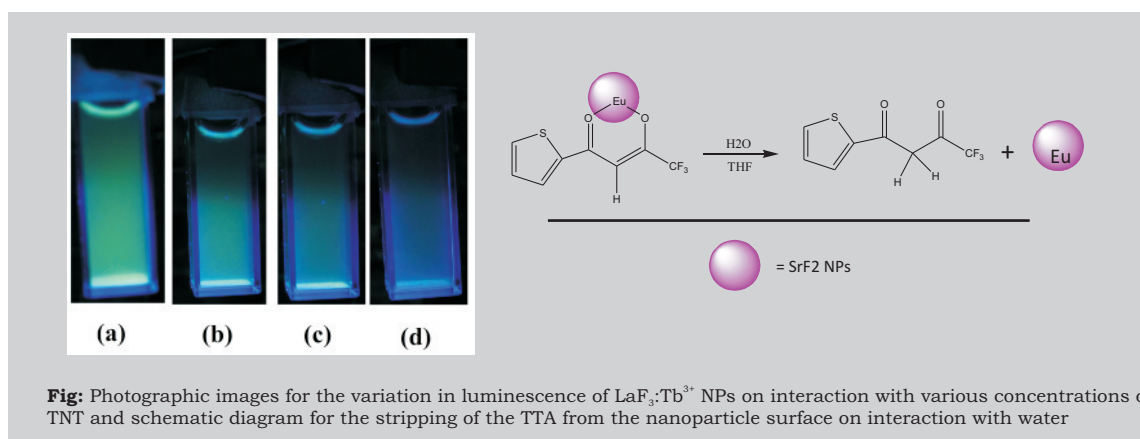 (a)
(b)
(c)
(d)
S
O
O
Eu
CF₃
H
H2O
THF
S
O
O
CF₃
H
H
+
Eu
= SrF2 NPs
Fig: Photographic images for the variation in luminescence of LaF₃:Tb³⁺ NPs on interaction with various concentrations
TNT and schematic diagram for the stripping of the TTA from the nanoparticle surface on interaction with water